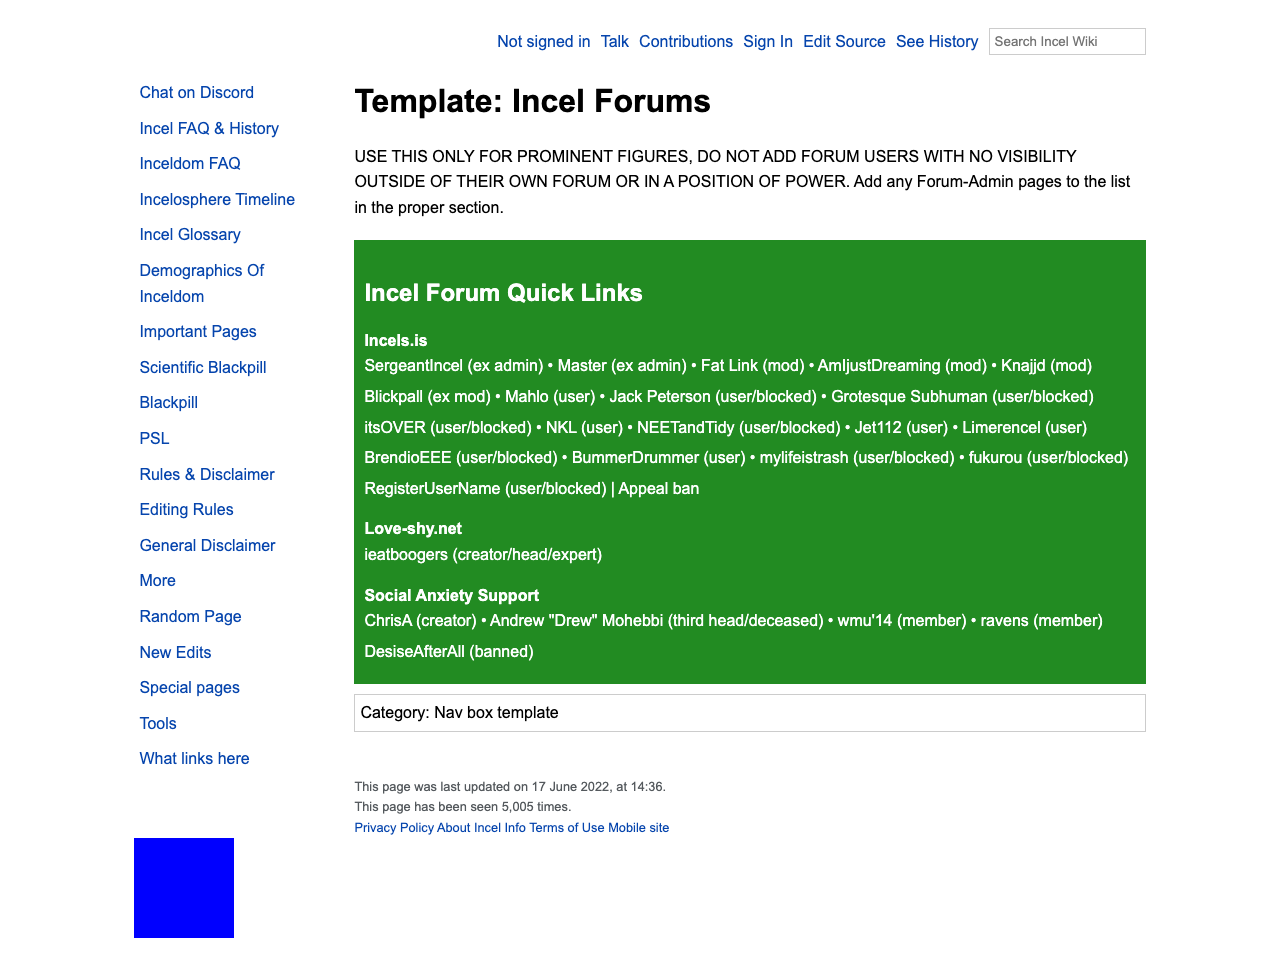 Not signed in Talk Contributions Sign In Edit Source See History Search Incel Wiki
Chat on Discord
Incel FAQ & History
Inceldom FAQ
Incelosphere Timeline
Incel Glossary
Demographics Of
Inceldom
Important Pages
Scientific Blackpill
Blackpill
PSL
Rules & Disclaimer
Editing Rules
General Disclaimer
More
Random Page
New Edits
Special pages
Tools
What links here
Template: Incel Forums
USE THIS ONLY FOR PROMINENT FIGURES, DO NOT ADD FORUM USERS WITH NO VISIBILITY
OUTSIDE OF THEIR OWN FORUM OR IN A POSITION OF POWER. Add any Forum-Admin pages to the list
in the proper section.
Incel Forum Quick Links
Incels.is
SergeantIncel (ex admin) • Master (ex admin) • Fat Link (mod) • AmIjustDreaming (mod) • Knajjd (mod)
Blickpall (ex mod) • Mahlo (user) • Jack Peterson (user/blocked) • Grotesque Subhuman (user/blocked)
itsOVER (user/blocked) • NKL (user) • NEETandTidy (user/blocked) • Jet112 (user) • Limerencel (user)
BrendioEEE (user/blocked) • BummerDrummer (user) • mylifeistrash (user/blocked) • fukurou (user/blocked)
RegisterUserName (user/blocked) | Appeal ban
Love-shy.net
ieatboogers (creator/head/expert)
Social Anxiety Support
ChrisA (creator) • Andrew "Drew" Mohebbi (third head/deceased) • wmu'14 (member) • ravens (member)
DesiseAfterAll (banned)
Category: Nav box template
This page was last updated on 17 June 2022, at 14:36.
This page has been seen 5,005 times.
Privacy Policy About Incel Info Terms of Use Mobile site